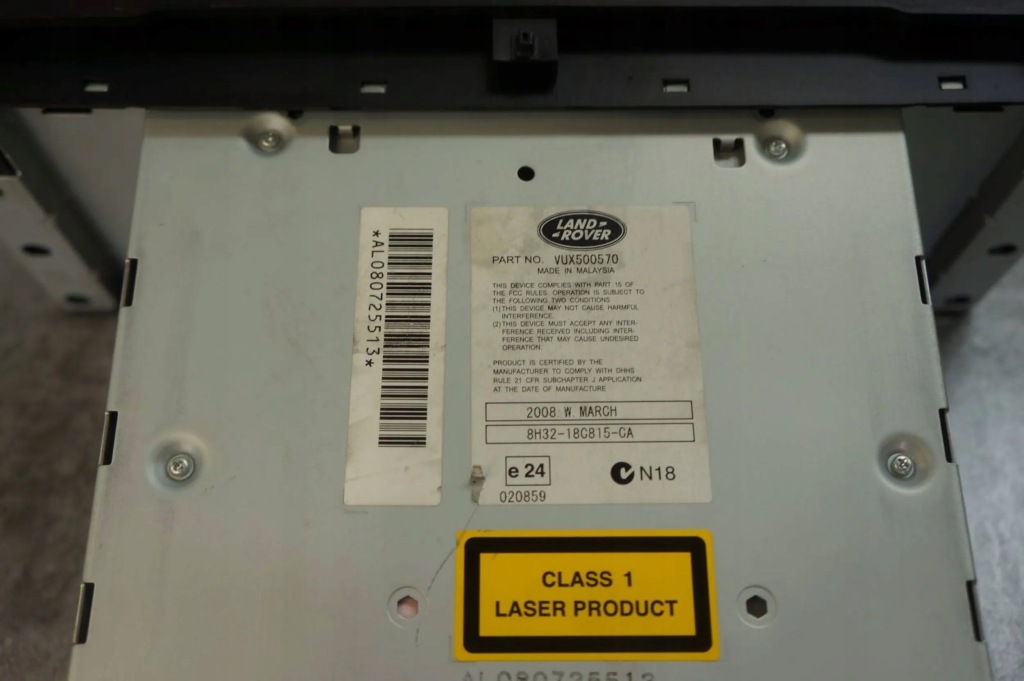 *AL080725513*
LAND
ROVER
PART NO. VUX500570
MADE IN MALAYSIA
THIS DEVICE COMPLIES WITH PART 15 OF
THE FCC RULES. OPERATION IS SUBJECT TO
THE FOLLOWING TWO CONDITIONS
(1) THIS DEVICE MAY NOT CAUSE HARMFUL
INTERFERENCE.
(2) THIS DEVICE MUST ACCEPT ANY INTER-
FERENCE RECEIVED INCLUDING INTER-
FERENCE THAT MAY CAUSE UNDESIRED
OPERATION.
PRODUCT IS CERTIFIED BY THE
MANUFACTURER TO COMPLY WITH DHHS
RULE 21 CFR SUBCHAPTER J APPLICATION
AT THE DATE OF MANUFACTURE
2008. W. MARCH
8H32-18C815-CA
e 24
N18
020859
CLASS 1
LASER PRODUCT
AL080725513